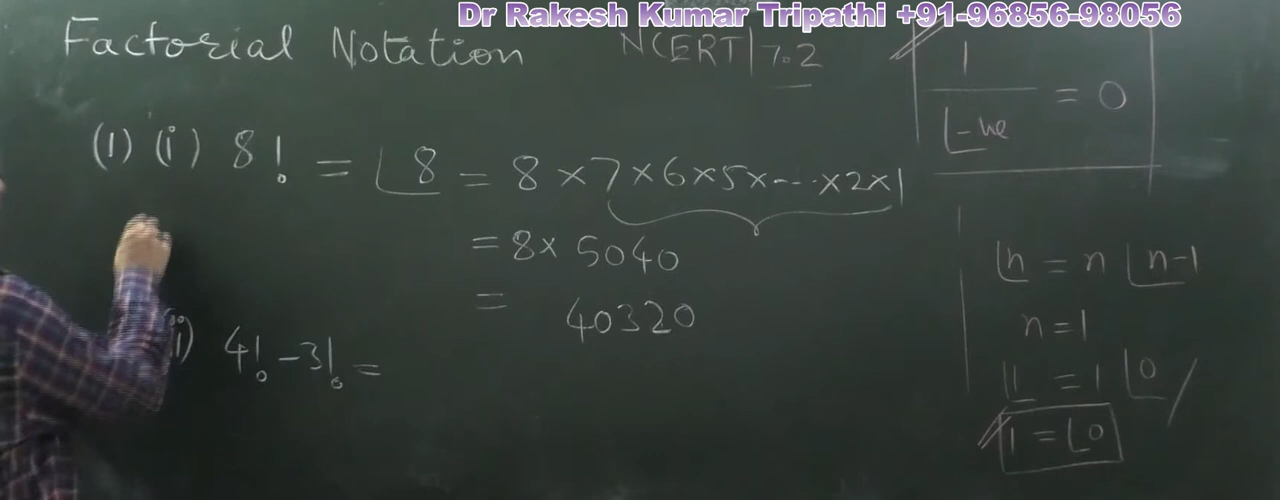 Dr Rakesh Kumar Tripathi +91-96856-98056
Factorial Notation NCERT|7.2
(1) (i) 8! = ⌊8 = 8×7×6×5×--·×2×1
= 8× 5040
= 40320
(ii) 4! - 3! =
1/⌊-ve = 0
⌊n = n ⌊n-1
n=1
⌊1 = 1 ⌊0
1 = ⌊0